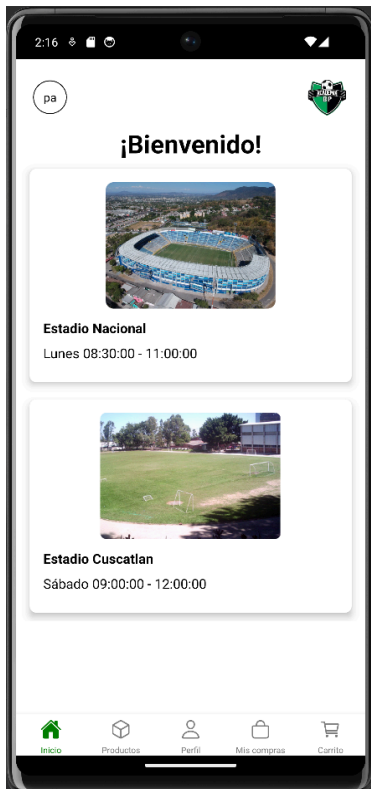 2:16
pa
ACADEMIA
¡Bienvenido!
Estadio Nacional
Lunes 08:30:00 - 11:00:00
Estadio Cuscatlan
Sábado 09:00:00 - 12:00:00
Inicio
Productos
Perfil
Mis compras
Carrito